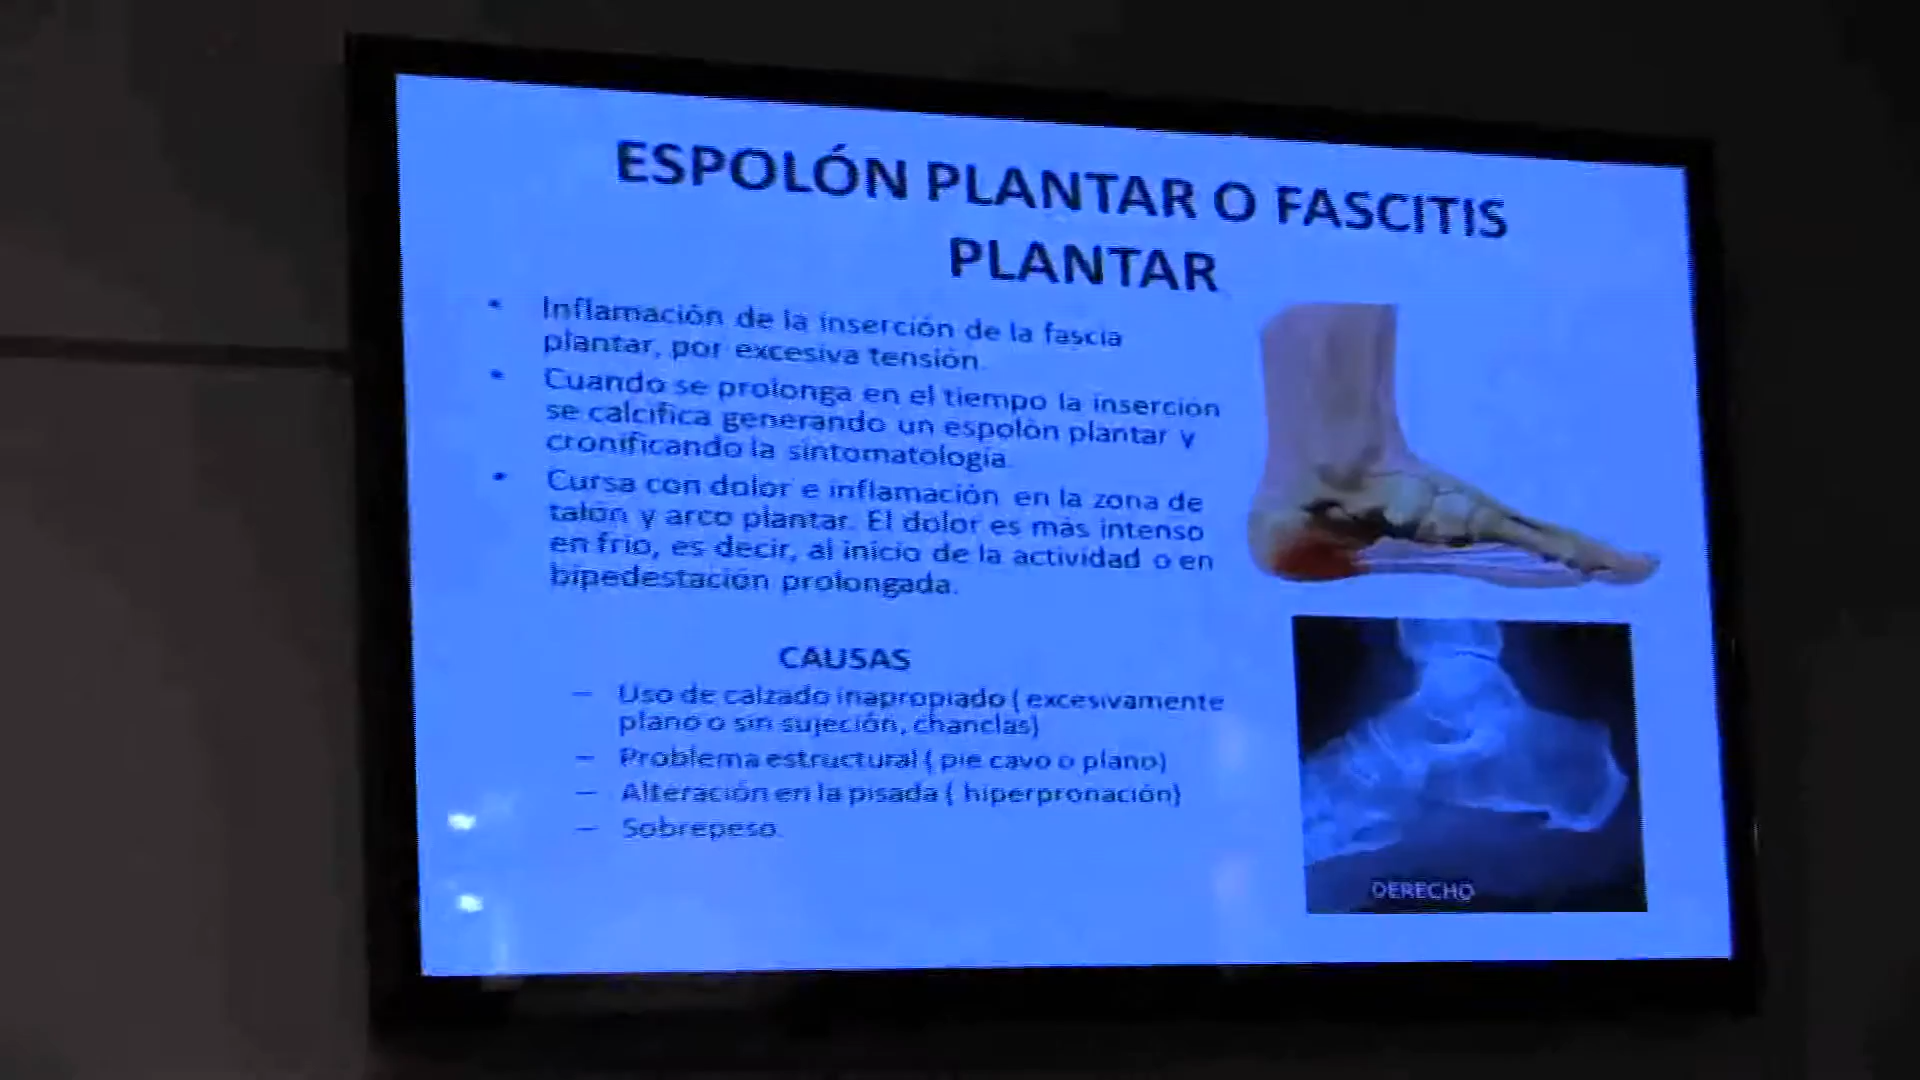 ESPOLÓN PLANTAR O FASCITIS
PLANTAR
• Inflamación de la inserción de la fascia
plantar, por excesiva tensión.
• Cuando se prolonga en el tiempo la inserción
se calcifica generando un espolón plantar y
cronificando la sintomatología.
• Cursa con dolor e inflamación en la zona de
talón y arco plantar. El dolor es más intenso
en frío, es decir, al inicio de la actividad o en
bipedestación prolongada.
CAUSAS
– Uso de calzado inapropiado ( excesivamente
plano o sin sujeción, chanclas)
– Problema estructural ( pie cavo o plano)
– Alteración en la pisada ( hiperpronación)
– Sobrepeso.
DERECHO